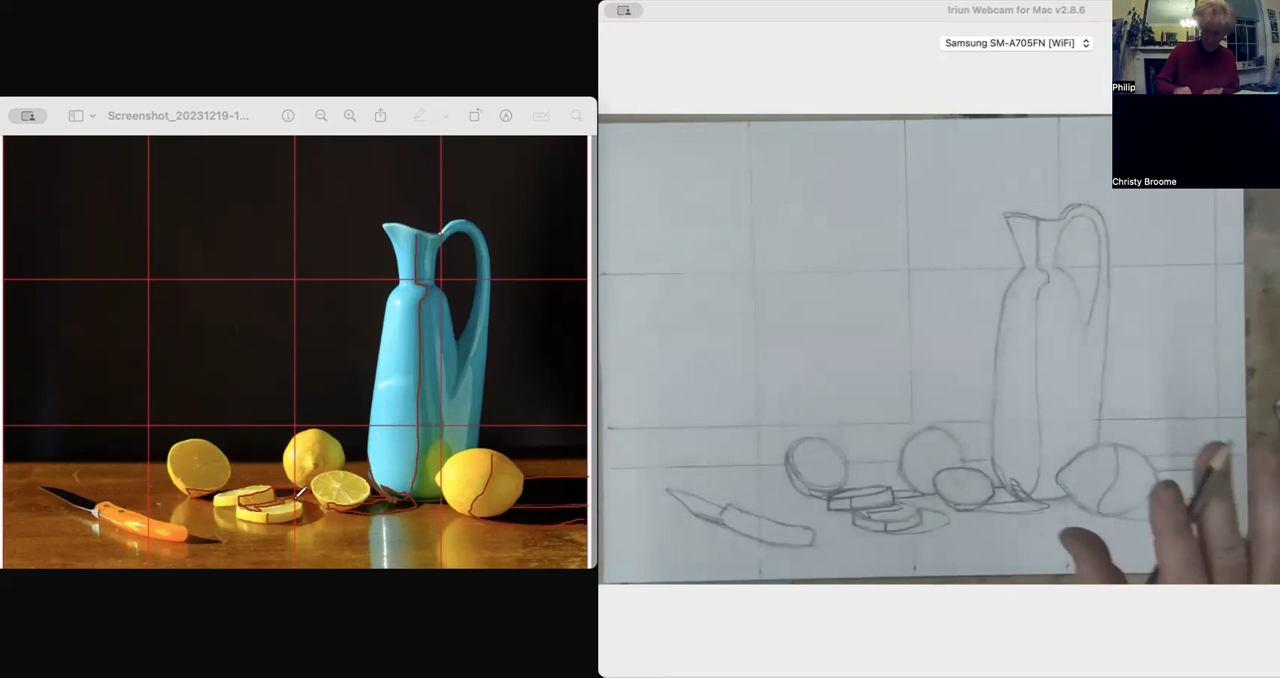 Iriun Webcam for Mac v2.8.6
Samsung SM-A705FN [WiFi]
Philip
Screenshot_20231219-1...
Christy Broome